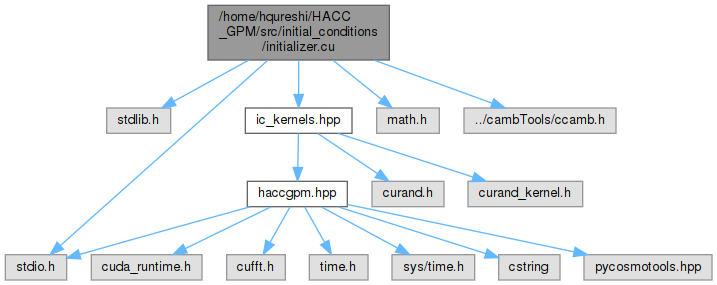 /home/hqureshi/HACC
_GPM/src/initial_conditions
/initializer.cu
stdlib.h
ic_kernels.hpp
math.h
../cambTools/ccamb.h
haccgpm.hpp
curand.h
curand_kernel.h
stdio.h
cuda_runtime.h
cufft.h
time.h
sys/time.h
cstring
pycosmotools.hpp